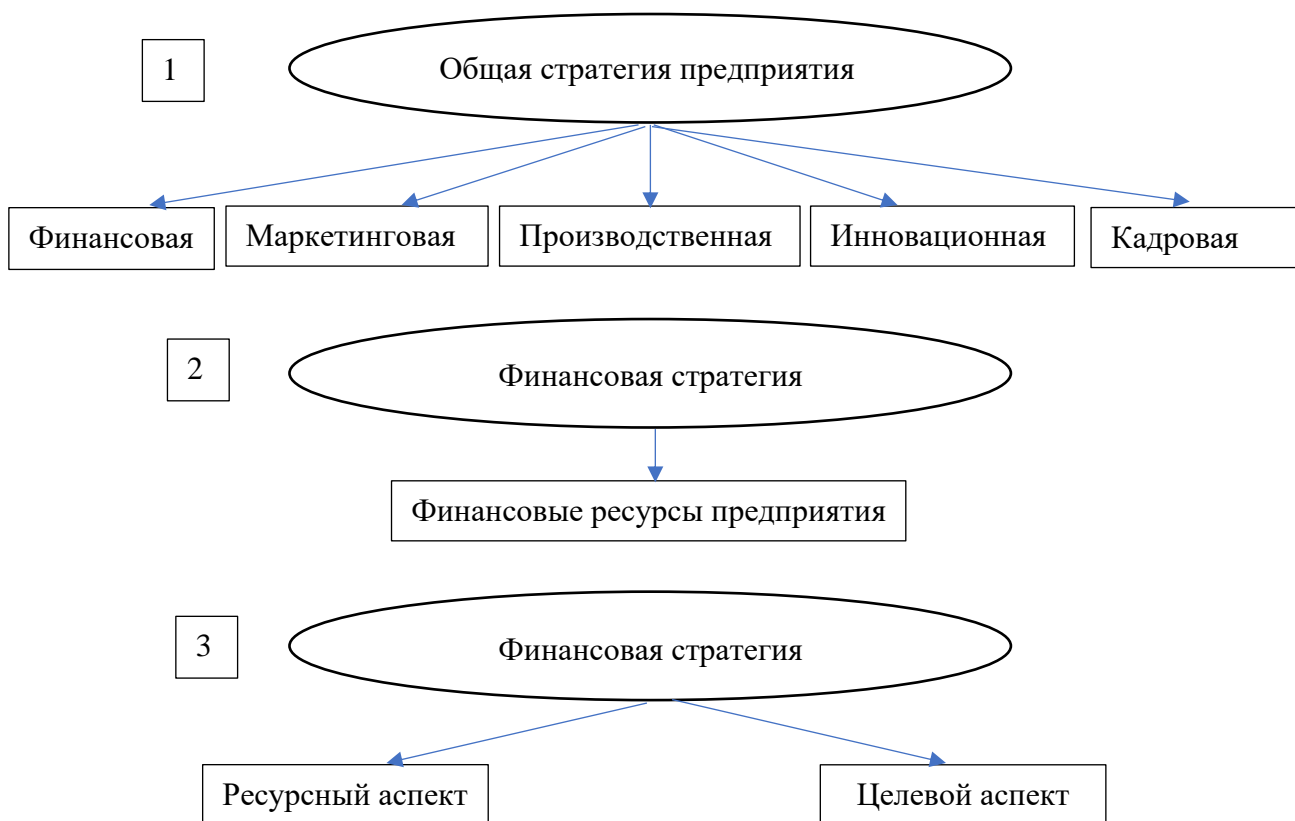 1
Общая стратегия предприятия
Финансовая
Маркетинговая
Производственная
Инновационная
Кадровая
2
Финансовая стратегия
Финансовые ресурсы предприятия
3
Финансовая стратегия
Ресурсный аспект
Целевой аспект